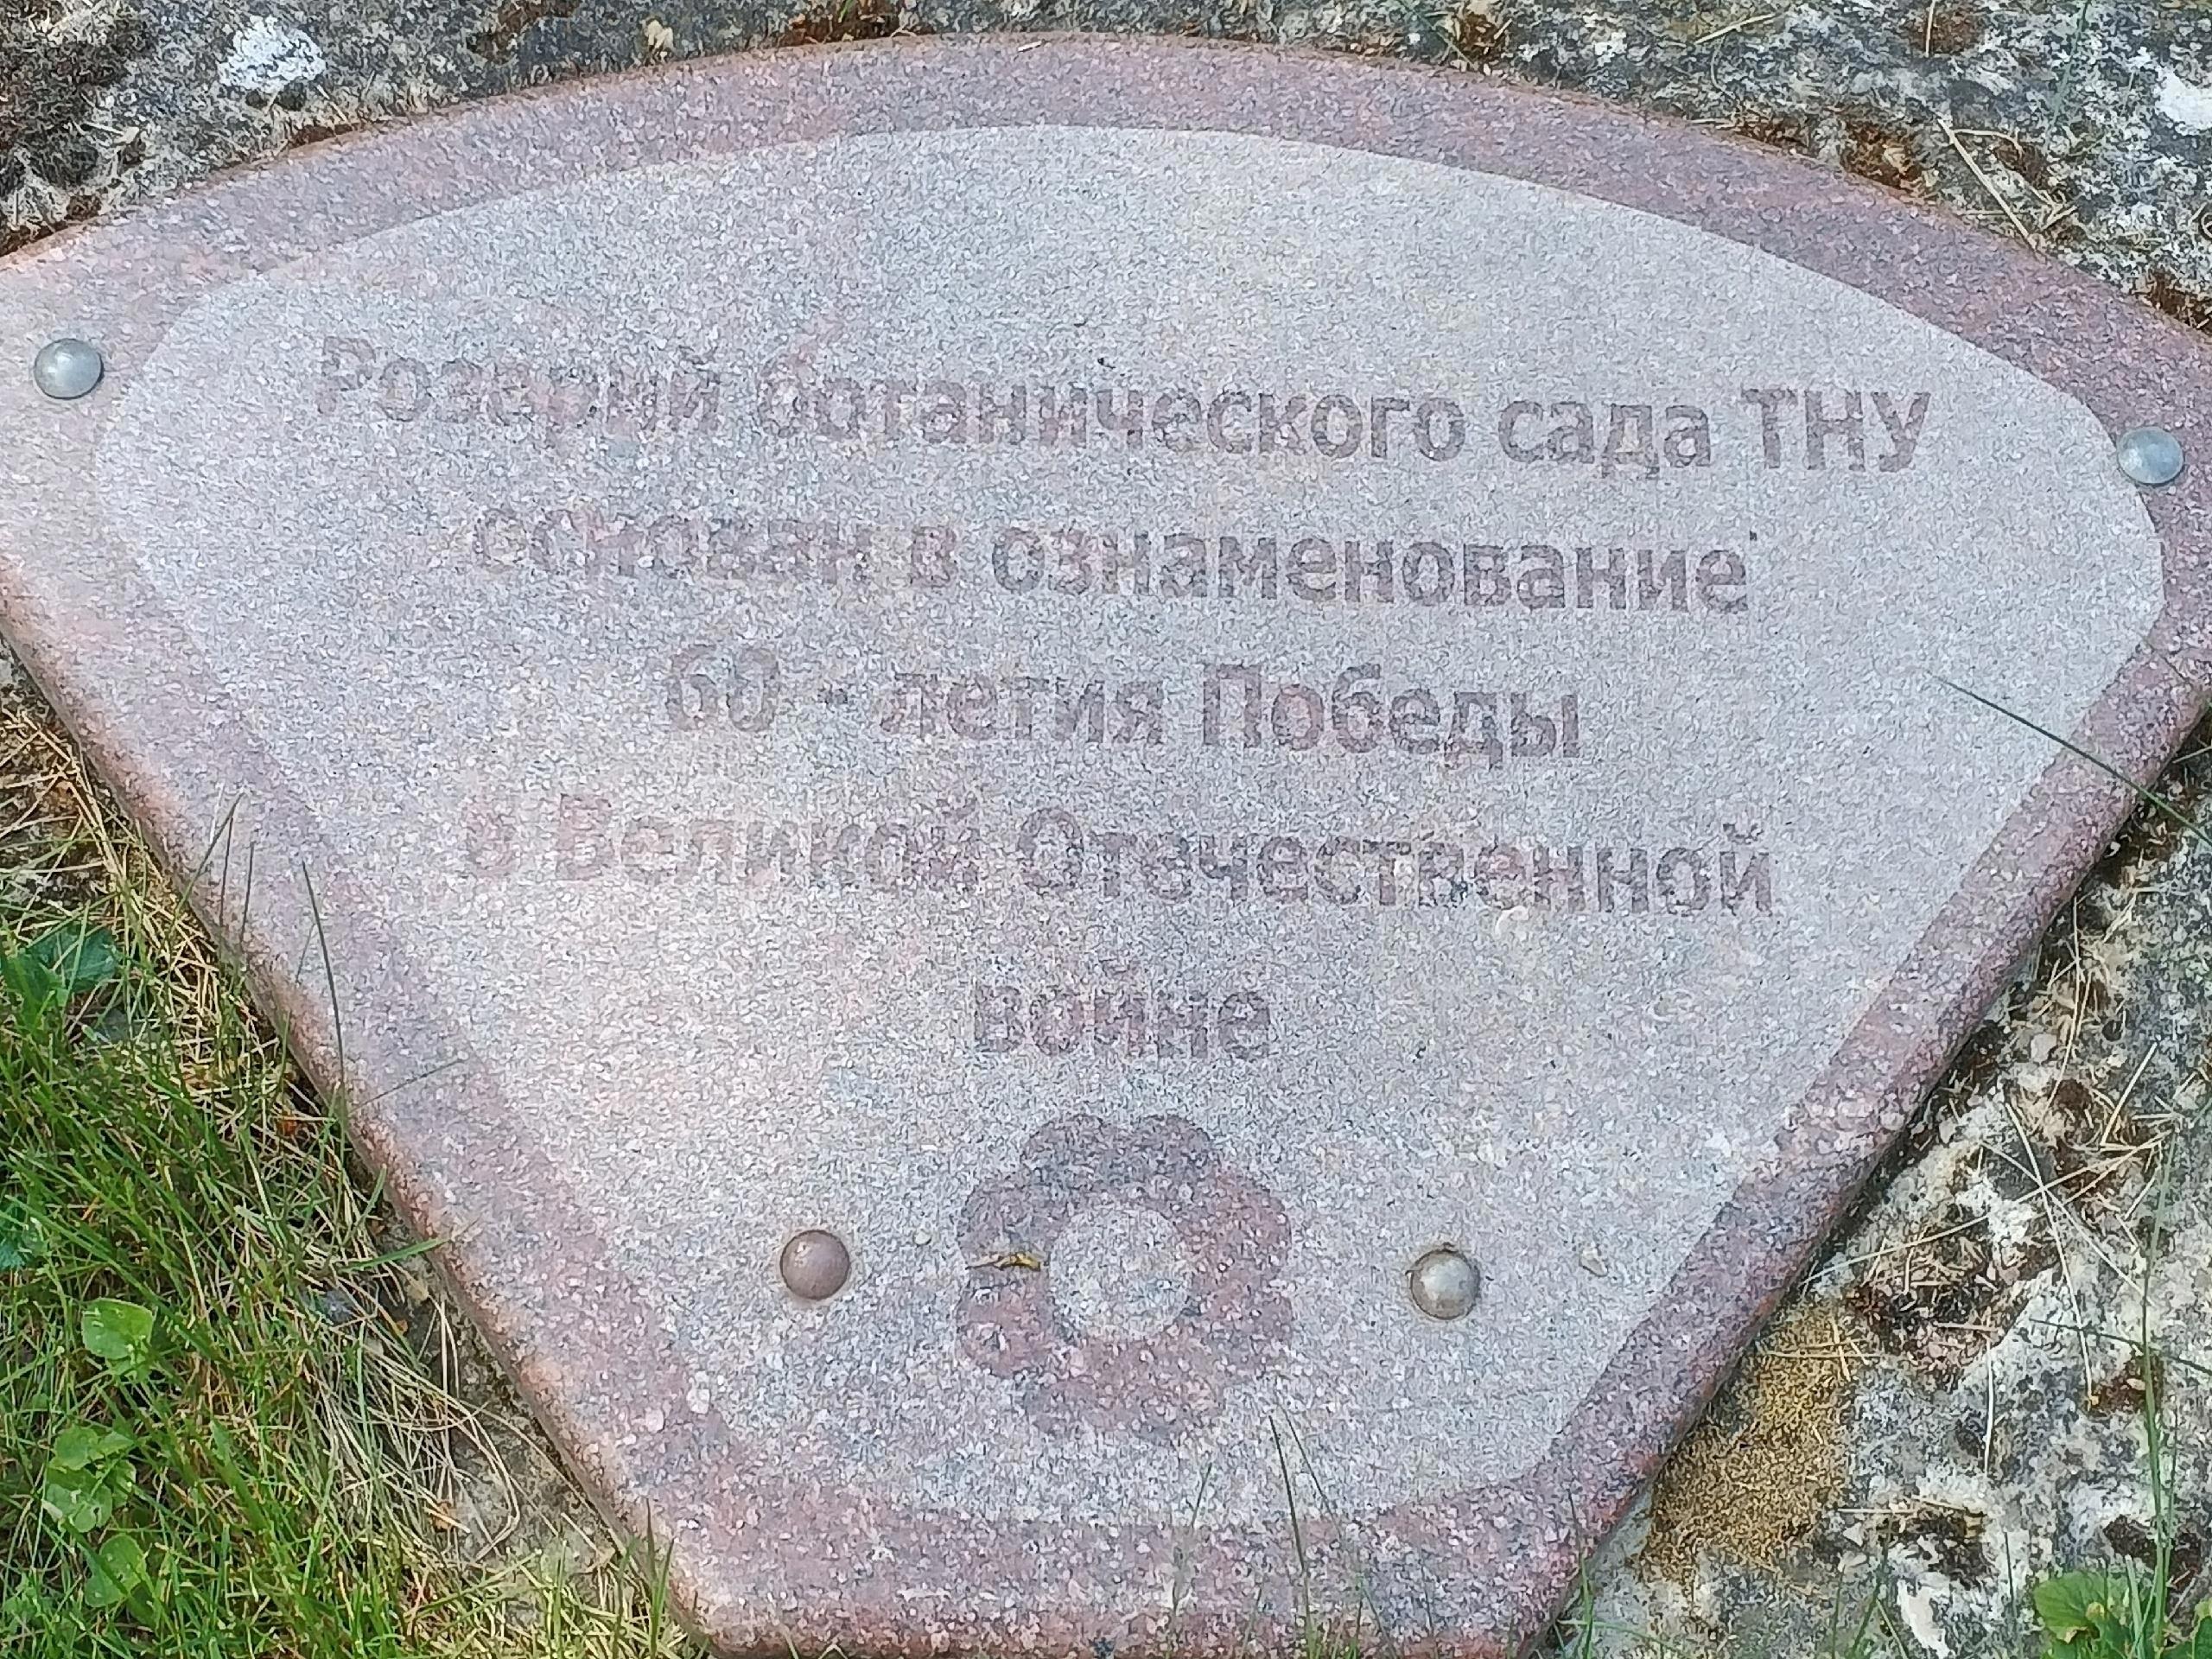 Розарий ботанического сада ТНУ
основан в ознаменование
60 - летия Победы
в Великой Отечественной
войне